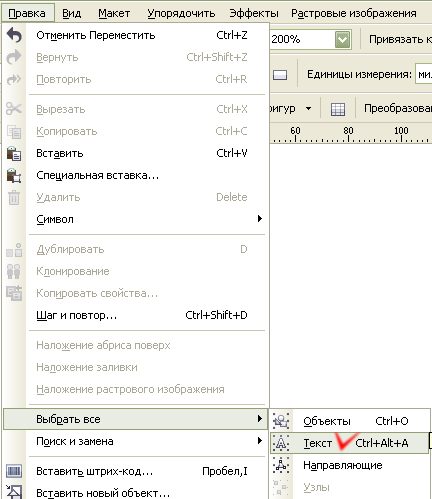 Правка Вид Макет Упорядочить Эффекты Растровые изображения
Отменить Переместить Ctrl+Z
200% Привязать к
Вернуть Ctrl+Shift+Z
Повторить Ctrl+R
Единицы измерения: ми
Вырезать Ctrl+X
игур Преобразова
Копировать Ctrl+C
60 80 100
Вставить Ctrl+V
Специальная вставка...
Удалить Delete
Символ
Дублировать D
Клонирование
Копировать свойства...
Шаг и повтор... Ctrl+Shift+D
Наложение абриса поверх
Наложение заливки
Наложение растрового изображения
Выбрать все
Объекты Ctrl+O
Поиск и замена
Текст Ctrl+Alt+A
Направляющие
Вставить штрих-код... Пробел,I
Узлы
Вставить новый объект...